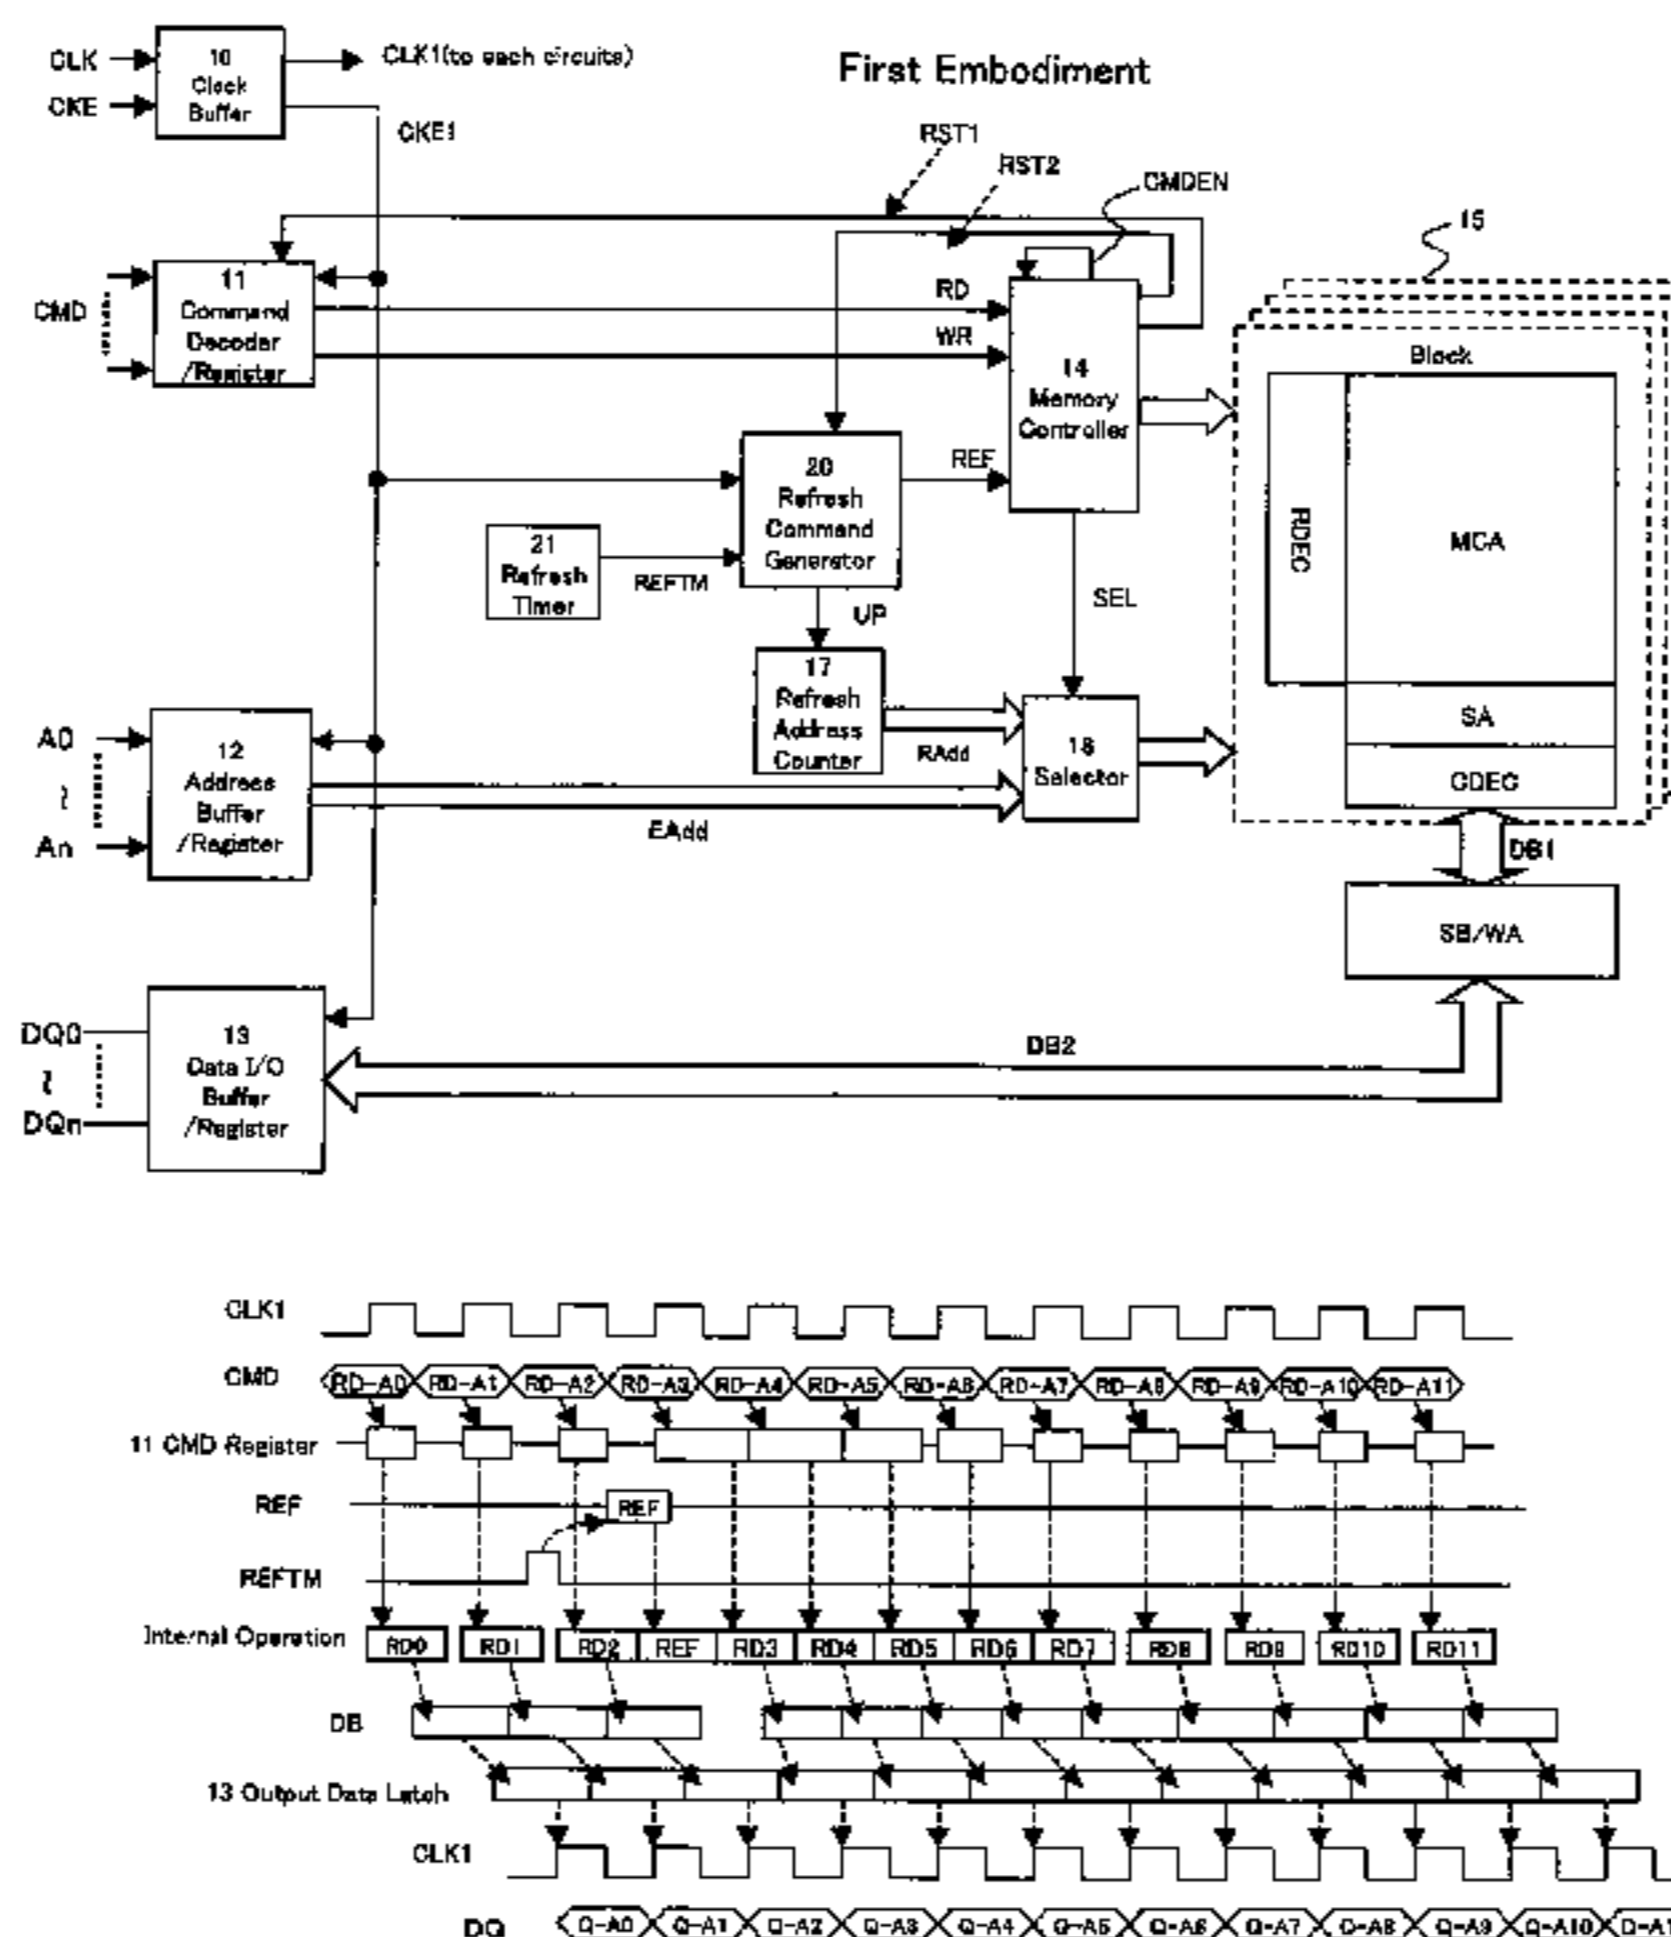 First Embodiment
CLK
CKE
10
Clock
Buffer
CLK1(to each circuits)
CKE1
RST1
RST2
CMDEN
15
CMD
11
Command
Decoder
/Register
RD
WR
14
Memory
Controller
Block
RDEC
MCA
SA
CDEC
20
Refresh
Command
Generator
REF
21
Refresh
Timer
REFTM
UP
SEL
17
Refresh
Address
Counter
RAdd
18
Selector
A0
~
An
12
Address
Buffer
/Register
EAdd
DB1
SB/WA
DQ0
~
DQn
13
Data I/O
Buffer
/Register
DB2
CLK1
CMD RD-A0 RD-A1 RD-A2 RD-A3 RD-A4 RD-A5 RD-A6 RD-A7 RD-A8 RD-A9 RD-A10 RD-A11
11 CMD Register
REF REF
REFTM
Internal Operation RD0 RD1 RD2 REF RD3 RD4 RD5 RD6 RD7 RD8 RD9 RD10 RD11
DB
13 Output Data Latch
CLK1
DQ Q-A0 Q-A1 Q-A2 Q-A3 Q-A4 Q-A5 Q-A6 Q-A7 Q-A8 Q-A9 Q-A10 Q-A1